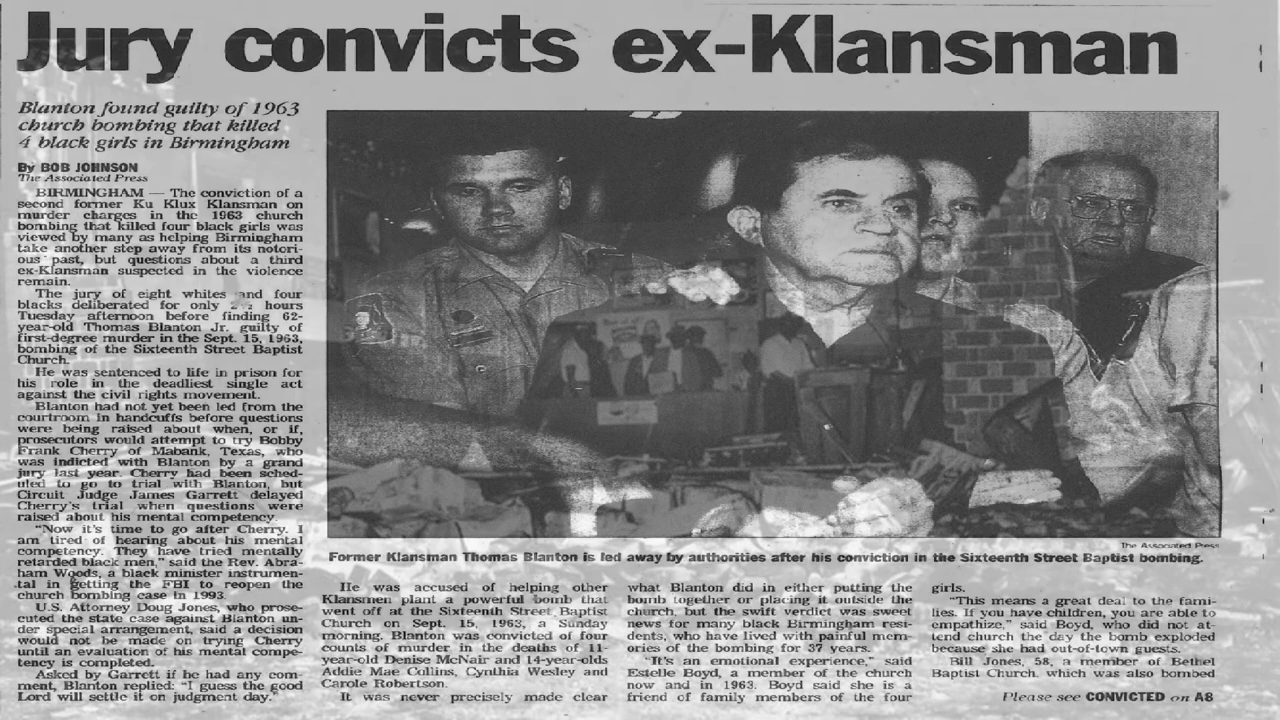 Jury convicts ex-Klansman
Blanton found guilty of 1963
church bombing that killed
4 black girls in Birmingham
By BOB JOHNSON
The Associated Press
BIRMINGHAM — The conviction of a
second former Ku Klux Klansman on
murder charges in the 1963 church
bombing that killed four black girls was
viewed by many as helping Birmingham
take another step away from its notori-
ous past, but questions about a third
ex-Klansman suspected in the violence
remain.
The jury of eight whites and four
blacks deliberated for only hours
Tuesday afternoon before finding 62-
year-old Thomas Blanton Jr. guilty of
first-degree murder in the Sept. 15, 1963,
bombing of the Sixteenth Street Baptist
Church.
He was sentenced to life in prison for
his role in the deadliest single act
against the civil rights movement.
Blanton had not yet been led from the
courtroom in handcuffs before questions
were being raised about when, or if,
prosecutors would attempt to try Bobby
Frank Cherry of Mabank, Texas, who
was indicted with Blanton by a grand
jury last year. Cherry had been sched-
uled to go to trial with Blanton, but
Circuit Judge James Garrett delayed
Cherry's trial when questions were
raised about his mental competency.
"Now it's time to go after Cherry. I
am tired of hearing about his mental
competency. They have tried mentally
retarded black men," said the Rev. Abra-
ham Woods, a black minister instrumen-
tal in getting the FBI to reopen the
church bombing case in 1993.
U.S. Attorney Doug Jones, who prose-
cuted the state case against Blanton un-
der special arrangement, said a decision
would not be made on trying Cherry
until an evaluation of his mental compe-
tency is completed.
Asked by Garrett if he had any com-
ment, Blanton replied: "I guess the good
Lord will settle it on judgment day."
The Associated Press
Former Klansman Thomas Blanton is led away by authorities after his conviction in the Sixteenth Street Baptist bombing.
He was accused of helping other
Klansmen plant a powerful bomb that
went off at the Sixteenth Street Baptist
Church on Sept. 15, 1963, a Sunday
morning. Blanton was convicted of four
counts of murder in the deaths of 11-
year-old Denise McNair and 14-year-olds
Addie Mae Collins, Cynthia Wesley and
Carole Robertson.
It was never precisely made clear
what Blanton did in either putting the
bomb together or placing it outside the
church, but the swift verdict was sweet
news for many black Birmingham resi-
dents, who have lived with painful mem-
ories of the bombing for 37 years.
"It's an emotional experience," said
Estelle Boyd, a member of the church
now and in 1963. Boyd said she is a
friend of family members of the four
girls.
"This means a great deal to the fami-
lies. If you have children, you are able to
empathize," said Boyd, who did not at-
tend church the day the bomb exploded
because she had out-of-town guests.
Bill Jones, 58, a member of Bethel
Baptist Church, which was also bombed
Please see CONVICTED on A8